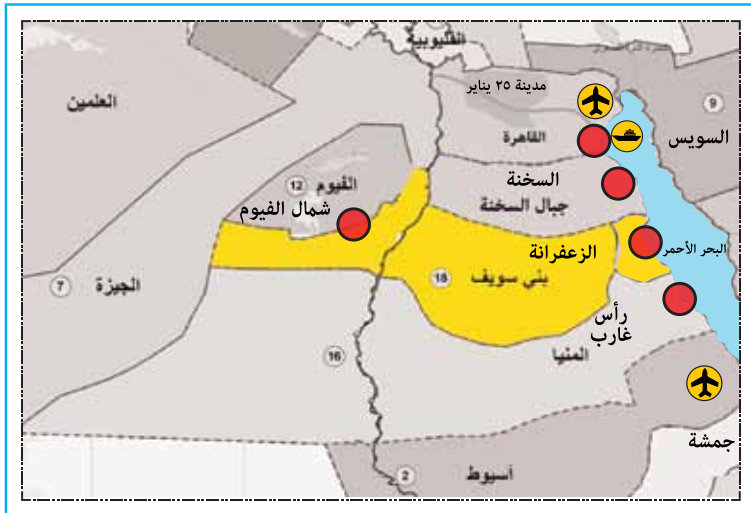 القليوبية
العلمين
مدينة ٢٥ يناير
9
السويس
القاهرة
السخنة
جبال السخنة
12
الفيوم
شمال الفيوم
البحر الأحمر
الزعفرانة
7
الجيزة
18
بني سويف
رأس
غارب
16
المنيا
جمشة
2
أسيوط